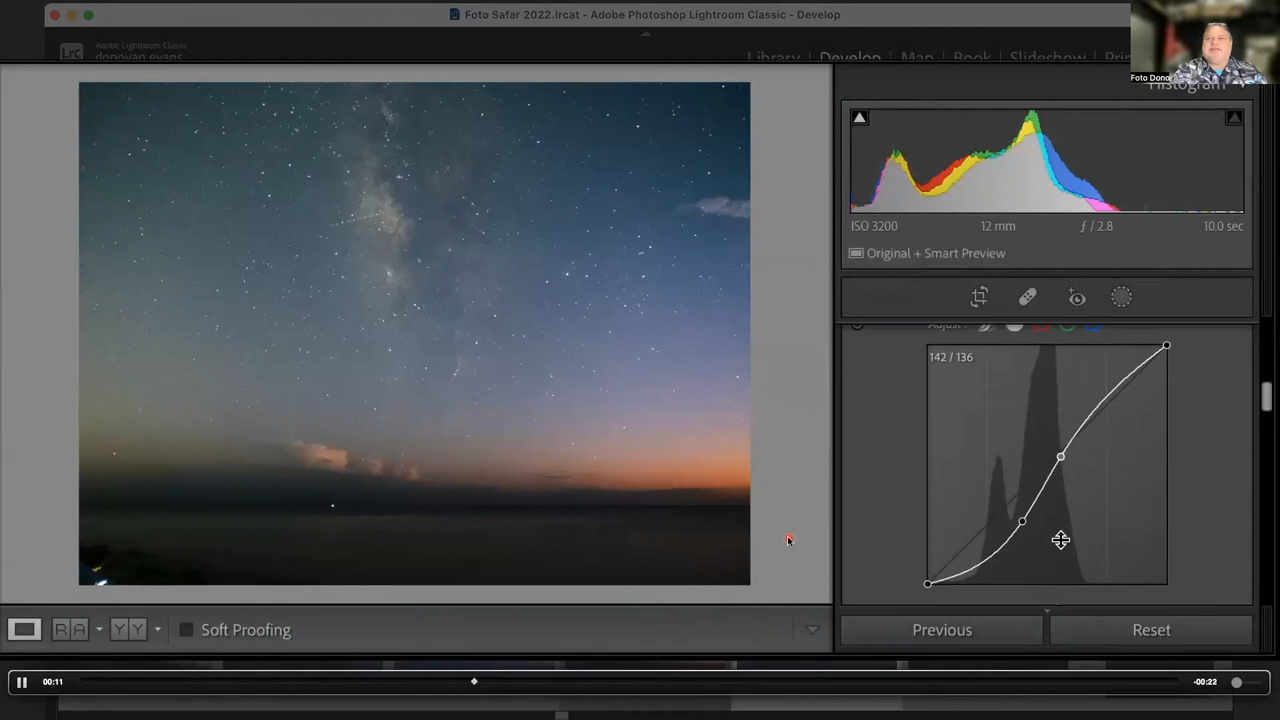 Foto Safar 2022.lrcat - Adobe Photoshop Lightroom Classic - Develop
LrC
Adobe Lightroom Classic
donovan evans
Library | Develop | Map | Book | Slideshow |
Foto Dono
Histogram
ISO 3200 12 mm ƒ / 2.8 10.0 sec
Original + Smart Preview
Adjust :
142 / 136
R A Y Y Soft Proofing
Previous Reset
00:11 -00:22